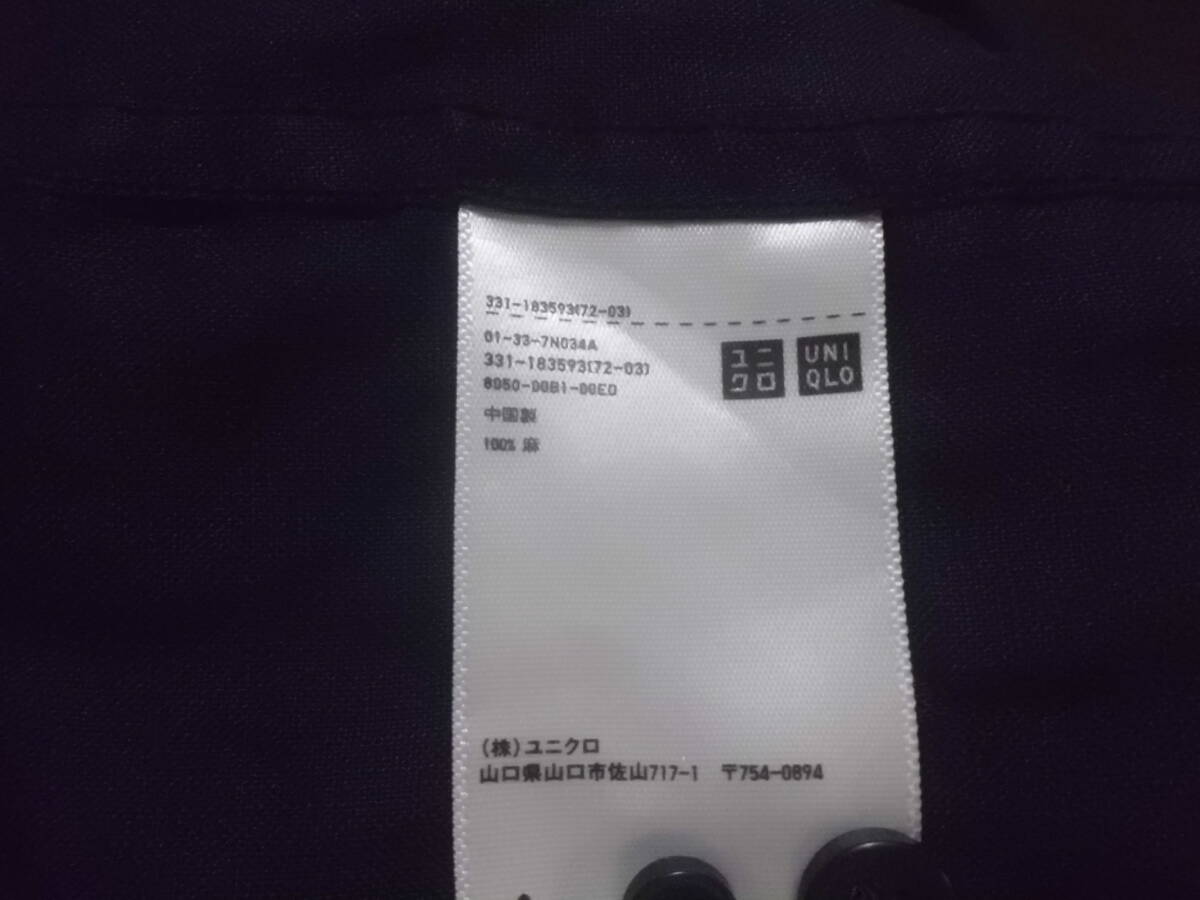 331-183593(72-03)
01-33-7N034A
331-183593(72-03)
8D50-00B1-00E0
中国製
100% 麻
ユニ
クロ
UNI
QLO
(株)ユニクロ
山口県山口市佐山717-1 〒754-0894